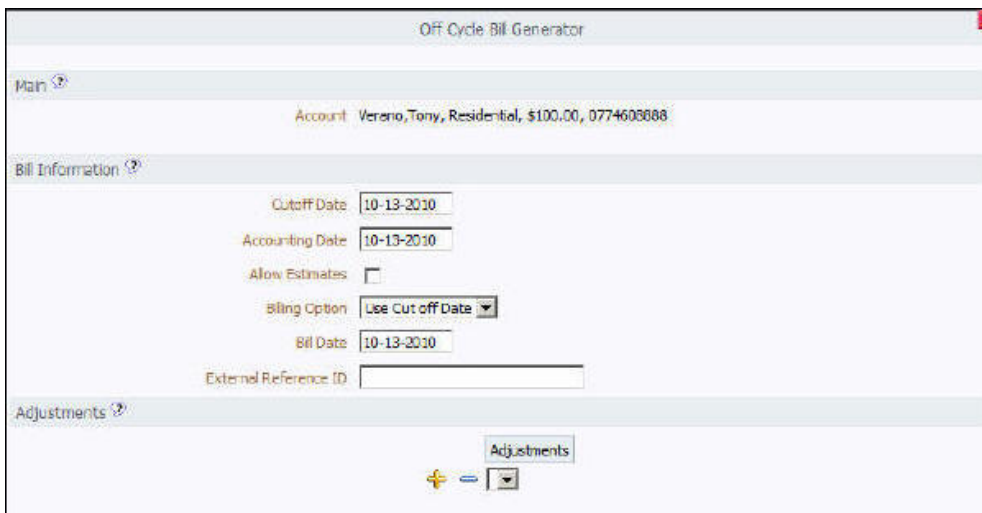 Off Cycle Bill Generator
Main
Account Verano,Tony, Residential, $100.00, 0774608888
Bill Information
Cutoff Date 10-13-2010
Accounting Date 10-13-2010
Allow Estimates
Billing Option Use Cut off Date
Bill Date 10-13-2010
External Reference ID
Adjustments
Adjustments